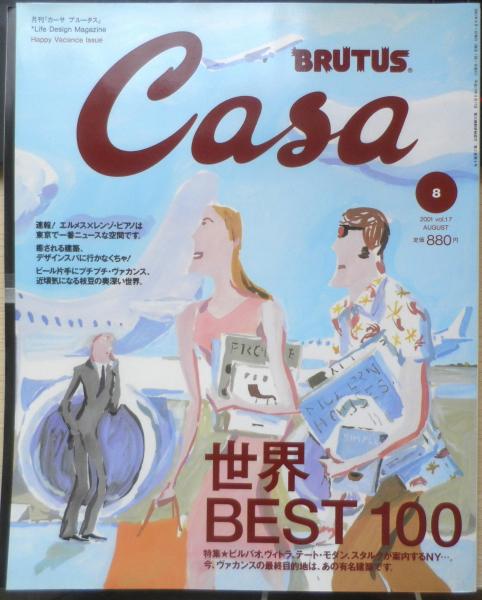 月刊『カーサ ブルータス』
*Life Design Magazine
Happy Vacance Issue
BRUTUS®
Casa
8
2001 vol.17
AUGUST
定価880円
速報! エルメス×レンゾ・ピアノは
東京で一番ニュースな空間です。
癒される建築、
デザインスパに行かなくちゃ!
ビール片手にプチプチ・ヴァカンス、
近頃気になる枝豆の奥深い世界。
MODERN
HOUSES
SIMPLE
世界
BEST 100
特集★ビルバオ、ヴィトラ、テート・モダン、スタルクが案内するNY…。
今、ヴァカンスの最終目的地は、あの有名建築です。